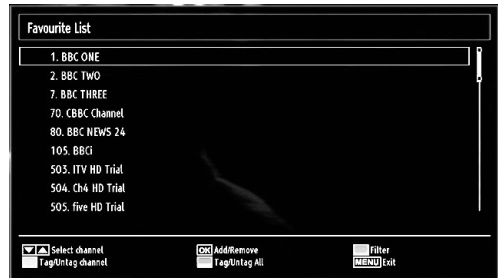 Favourite List
1. BBC ONE
2. BBC TWO
7. BBC THREE
70. CBBC Channel
80. BBC NEWS 24
105. BBCi
503. ITV HD Trial
504. Ch4 HD Trial
505. five HD Trial
Select channel OK Add/Remove Filter
Tag/Untag channel Tag/Untag All MENU Exit